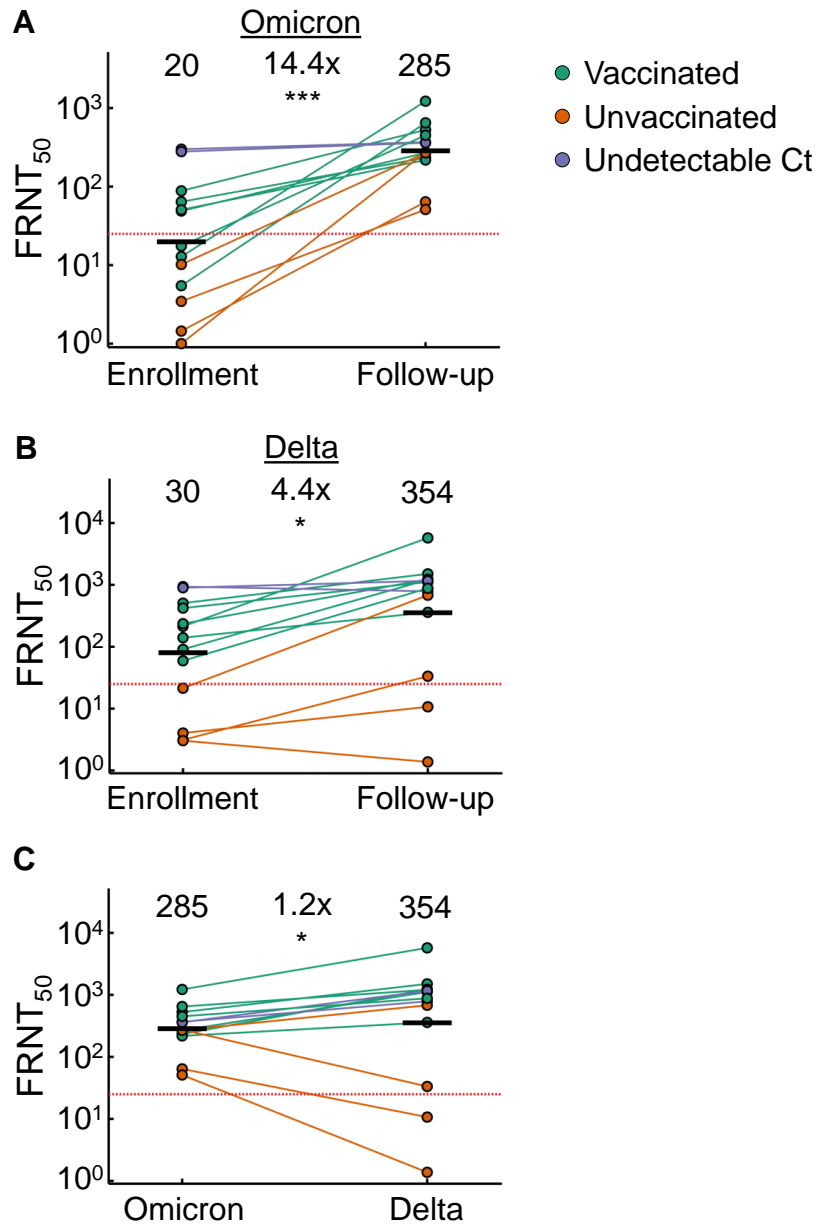 A
Omicron
20 14.4x 285
***
Vaccinated
Unvaccinated
Undetectable Ct
FRNT₅₀
10³
10²
10¹
10⁰
Enrollment Follow-up
B
Delta
30 4.4x 354
*
FRNT₅₀
10⁴
10³
10²
10¹
10⁰
Enrollment Follow-up
C
285 1.2x 354
*
FRNT₅₀
10⁴
10³
10²
10¹
10⁰
Omicron Delta